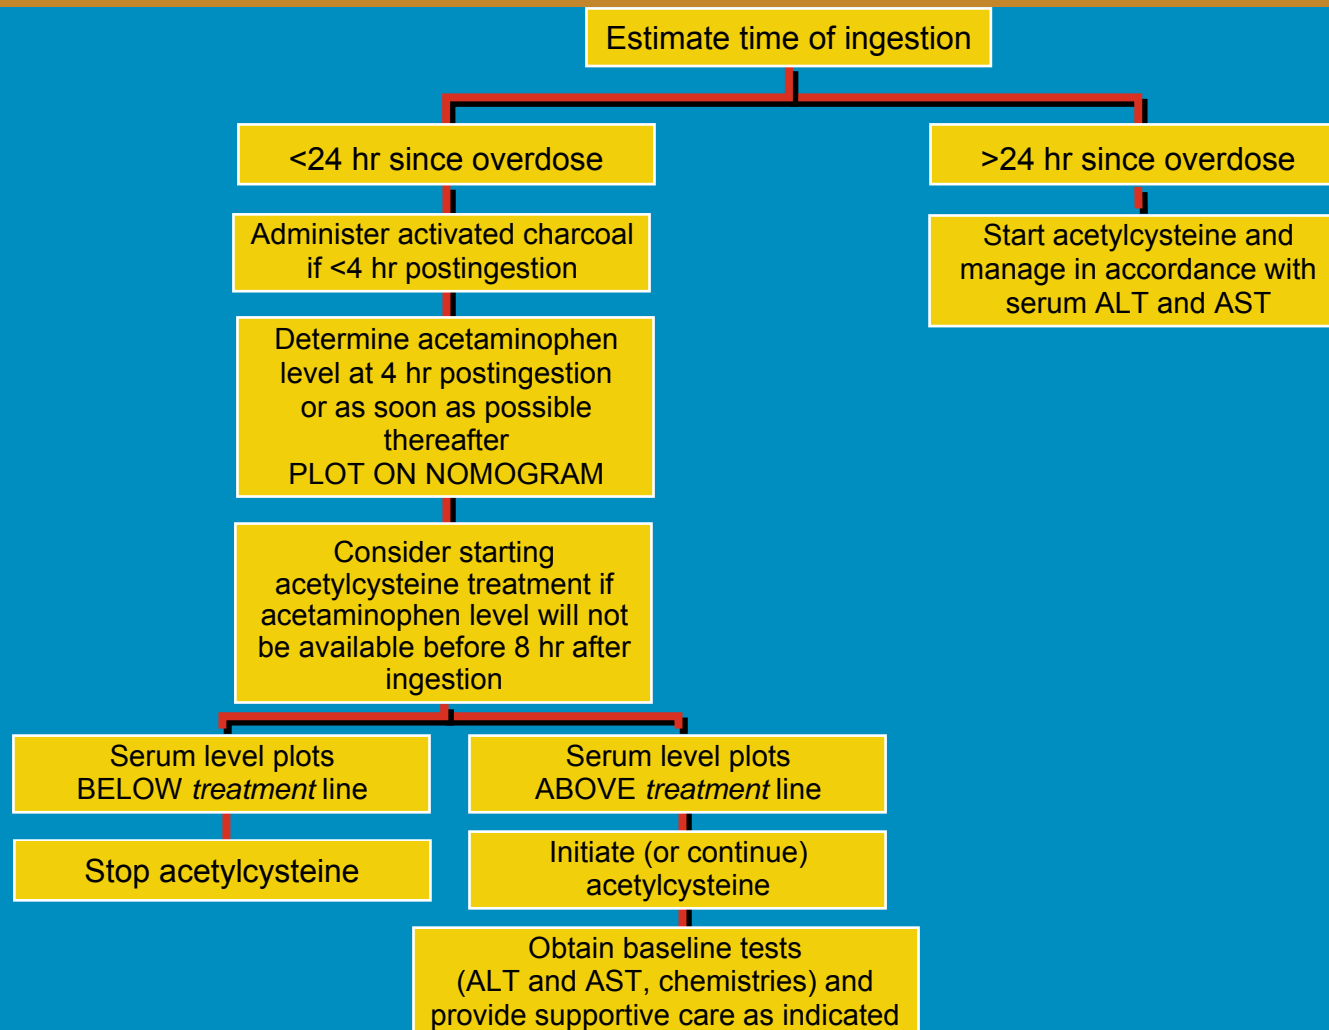 Estimate time of ingestion
<24 hr since overdose
>24 hr since overdose
Administer activated charcoal
if <4 hr postingestion
Start acetylcysteine and
manage in accordance with
serum ALT and AST
Determine acetaminophen
level at 4 hr postingestion
or as soon as possible
thereafter
PLOT ON NOMOGRAM
Consider starting
acetylcysteine treatment if
acetaminophen level will not
be available before 8 hr after
ingestion
Serum level plots
BELOW treatment line
Serum level plots
ABOVE treatment line
Stop acetylcysteine
Initiate (or continue)
acetylcysteine
Obtain baseline tests
(ALT and AST, chemistries) and
provide supportive care as indicated